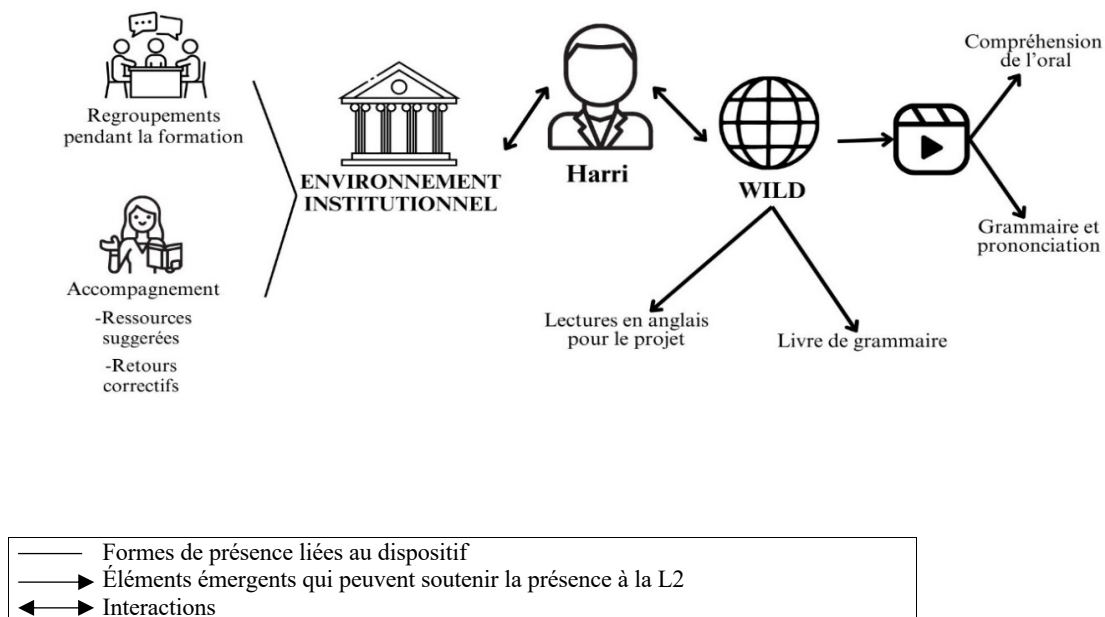 Regroupements
pendant la formation
Accompagnement
-Ressources
suggerées
-Retours
correctifs
ENVIRONNEMENT
INSTITUTIONNEL
Harri
WILD
Compréhension
de l'oral
Grammaire et
prononciation
Lectures en anglais
pour le projet
Livre de grammaire
Formes de présence liées au dispositif
Éléments émergents qui peuvent soutenir la présence à la L2
Interactions